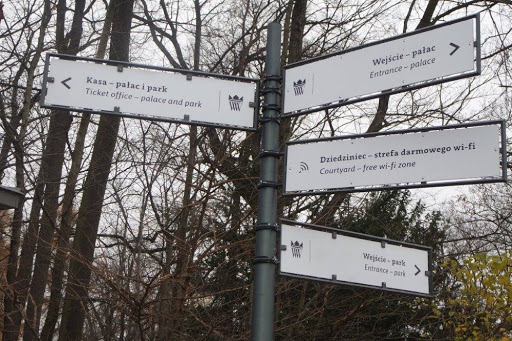 Kasa – pałac i park
Ticket office – palace and park
Wejście – pałac
Entrance – palace
Dziedziniec – strefa darmowego wi-fi
Courtyard – free wi-fi zone
Wejście – park
Entrance – park